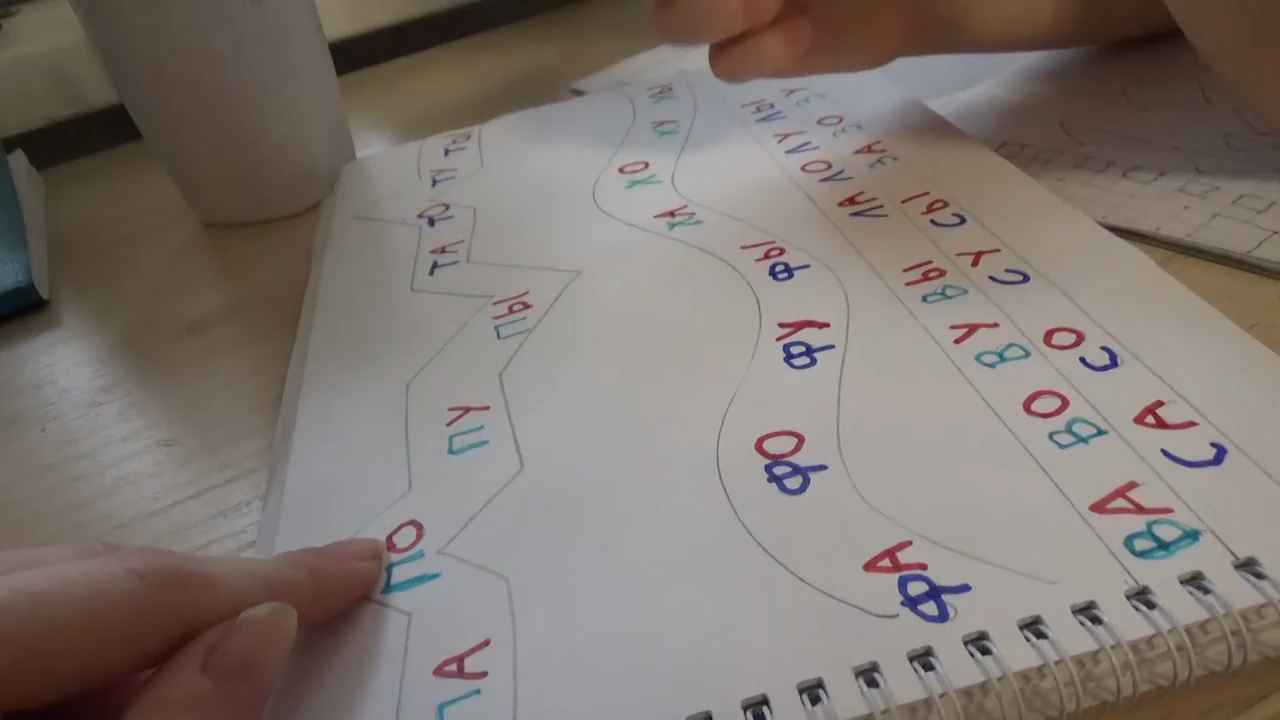 ПА ПО ПУ ПЫ ТА ТО ТУ ТЫ
ФА ФО ФУ ФЫ ХА ХО ХУ ХЫ
ВА ВО ВУ ВЫ ЛА ЛО ЛУ ЛЫ
СА СО СУ СЫ ЗА ЗО ЗУ